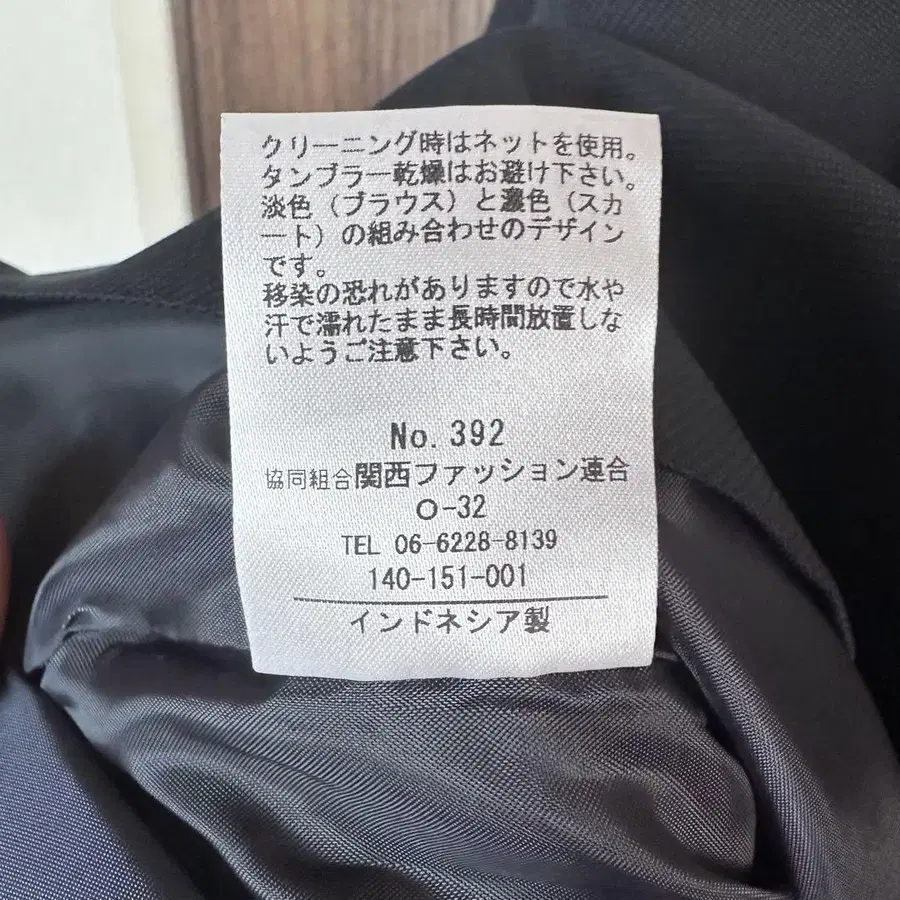 クリーニング時はネットを使用。
タンブラー乾燥はお避け下さい。
淡色（ブラウス）と濃色（スカ
ート）の組み合わせのデザイン
です。
移染の恐れがありますので水や
汗で濡れたまま長時間放置しな
いようご注意下さい。
No. 392
協同組合関西ファッション連合
O-32
TEL 06-6228-8139
140-151-001
インドネシア製